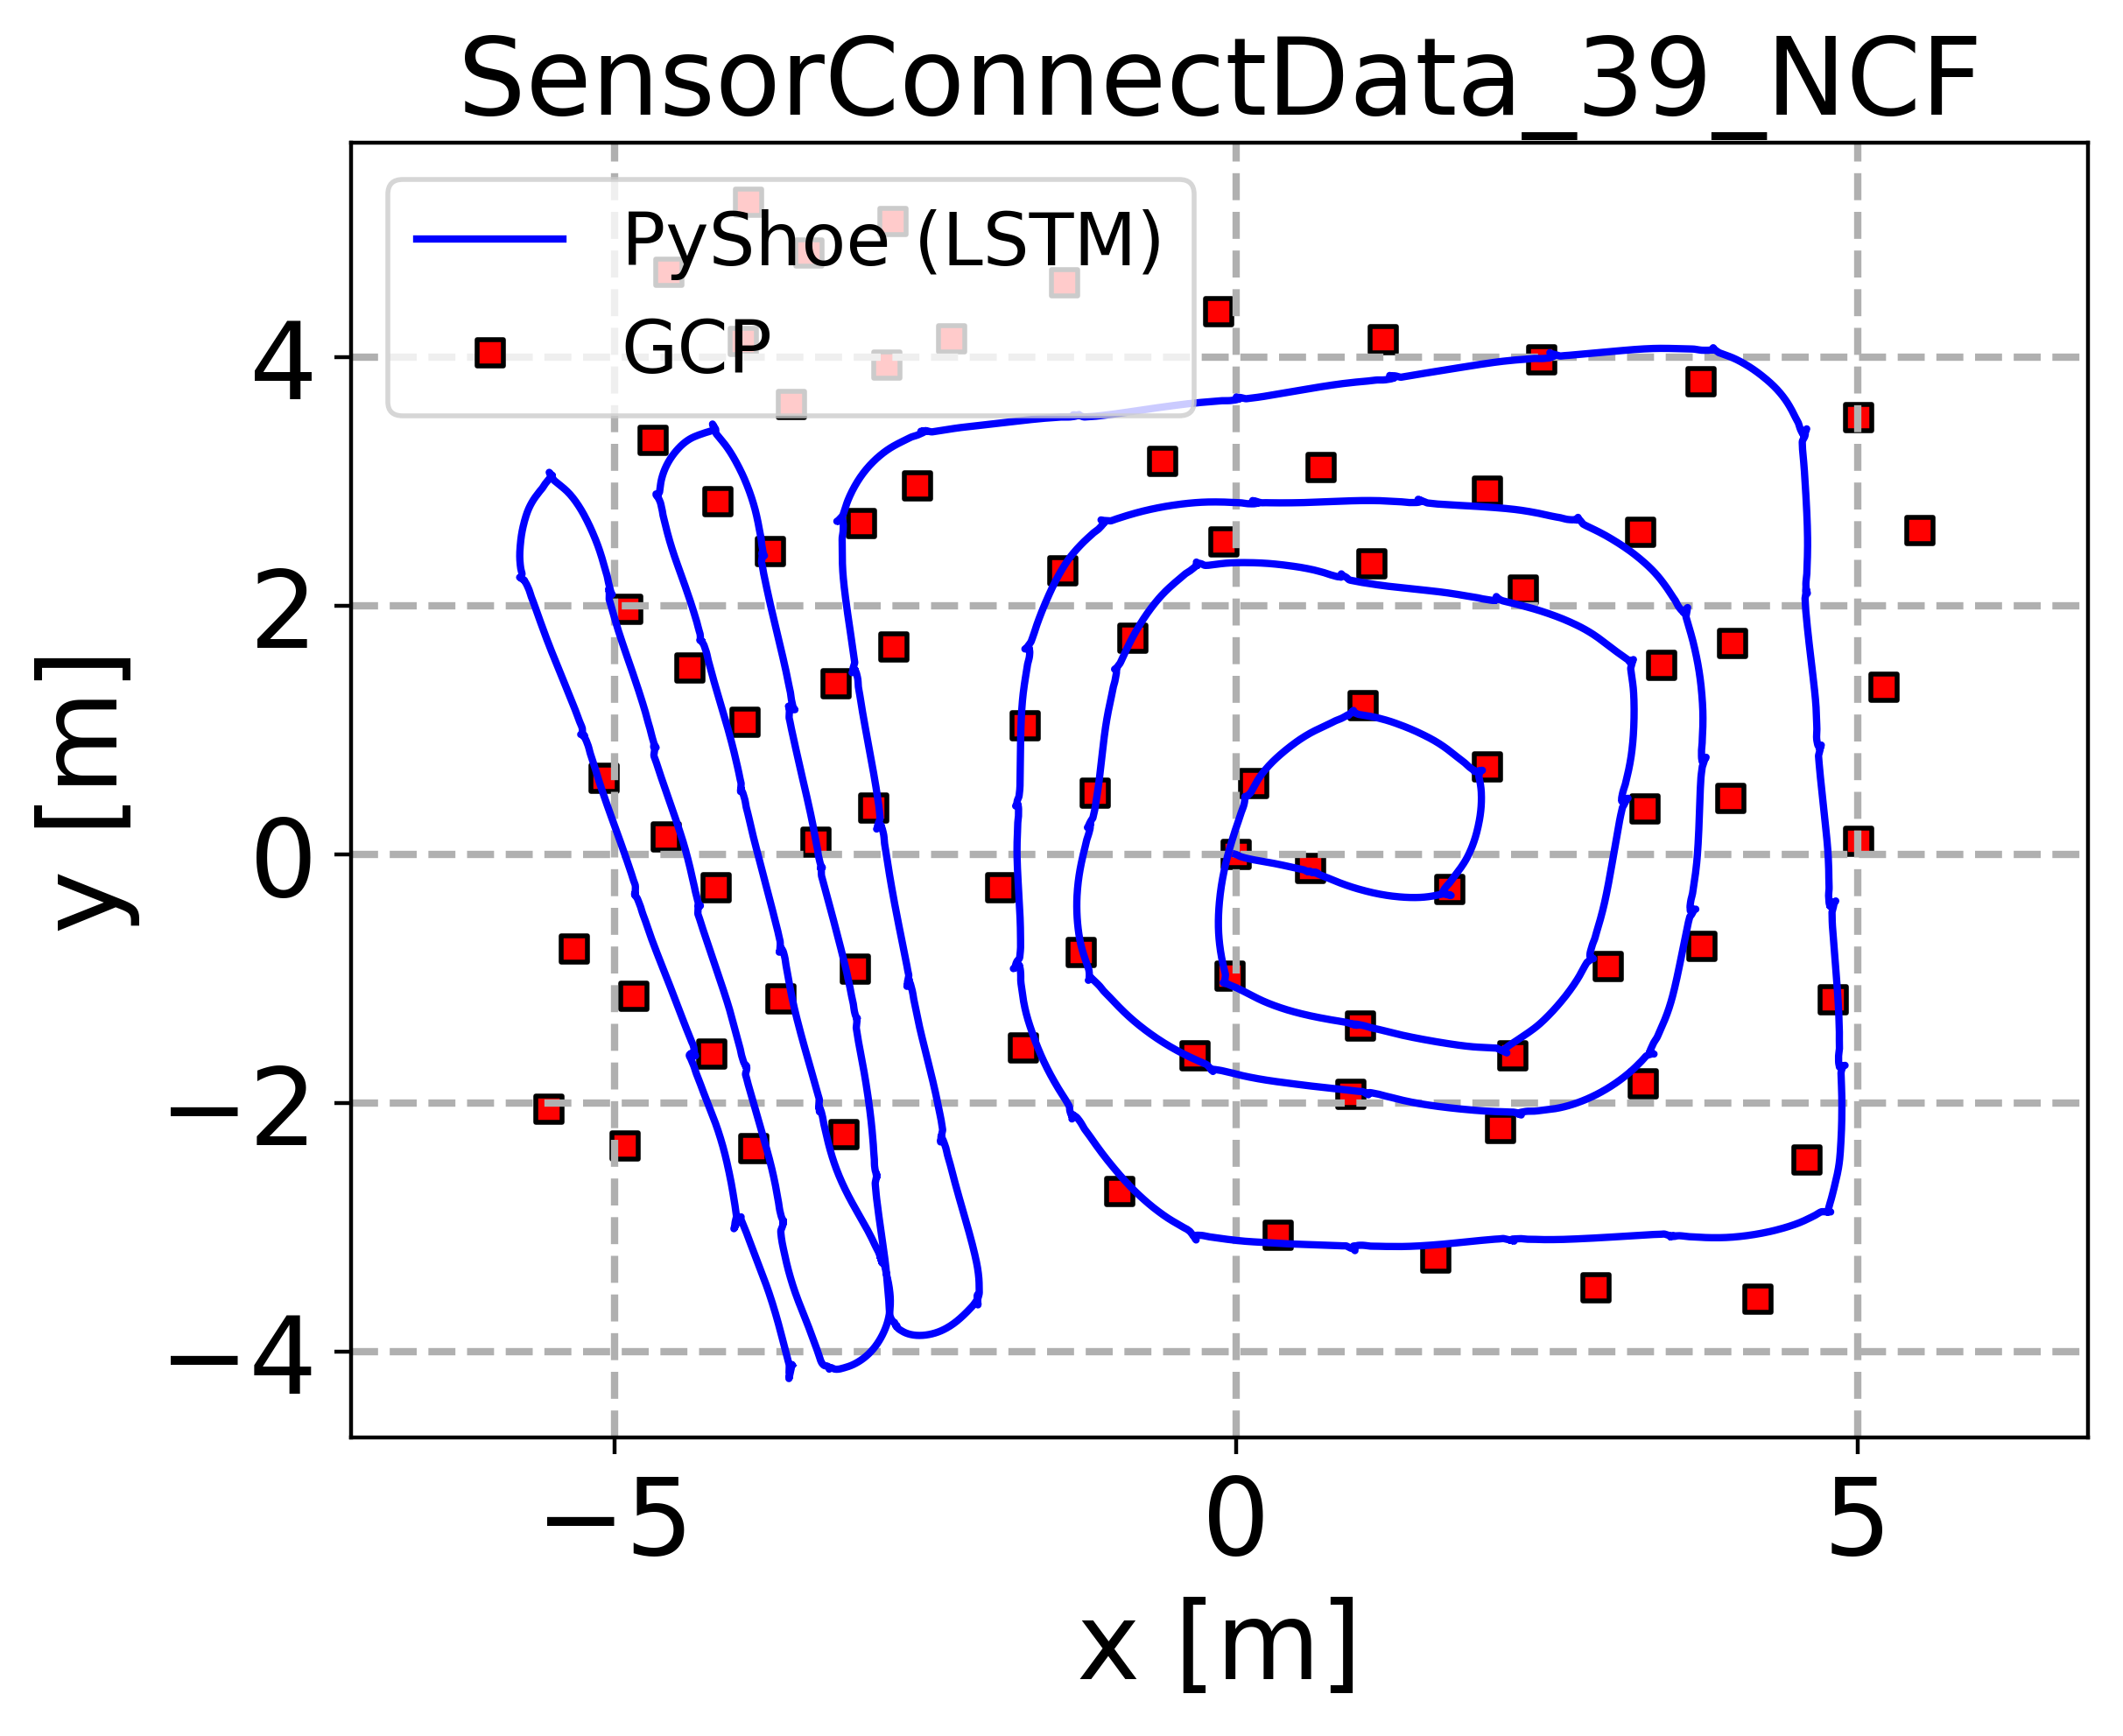 SensorConnectData_39_NCF
PyShoe (LSTM)
GCP
4
2
0
−2
−4
y [m]
−5
0
5
x [m]